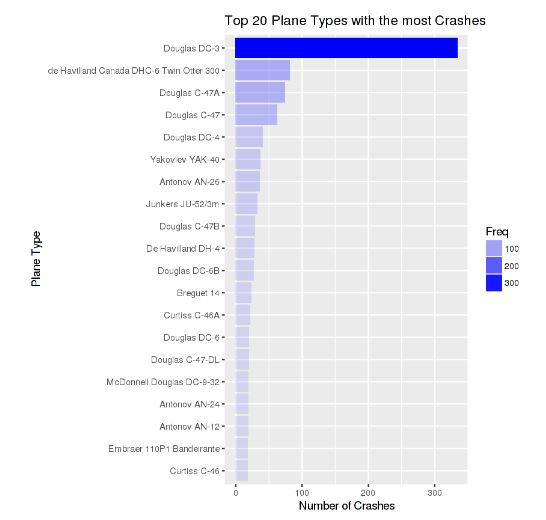 Top 20 Plane Types with the most Crashes
Douglas DC-3
de Havilland Canada DHC-6 Twin Otter 300
Douglas C-47A
Douglas C-47
Douglas DC-4
Yakovlev YAK-40
Antonov AN-26
Junkers JU-52/3m
Douglas C-47B
De Havilland DH-4
Douglas DC-6B
Breguet 14
Curtiss C-46A
Douglas DC-6
Douglas C-47-DL
McDonnell Douglas DC-9-32
Antonov AN-24
Antonov AN-12
Embraer 110P1 Bandeirante
Curtiss C-46
Plane Type
0 100 200 300
Number of Crashes
Freq
100
200
300